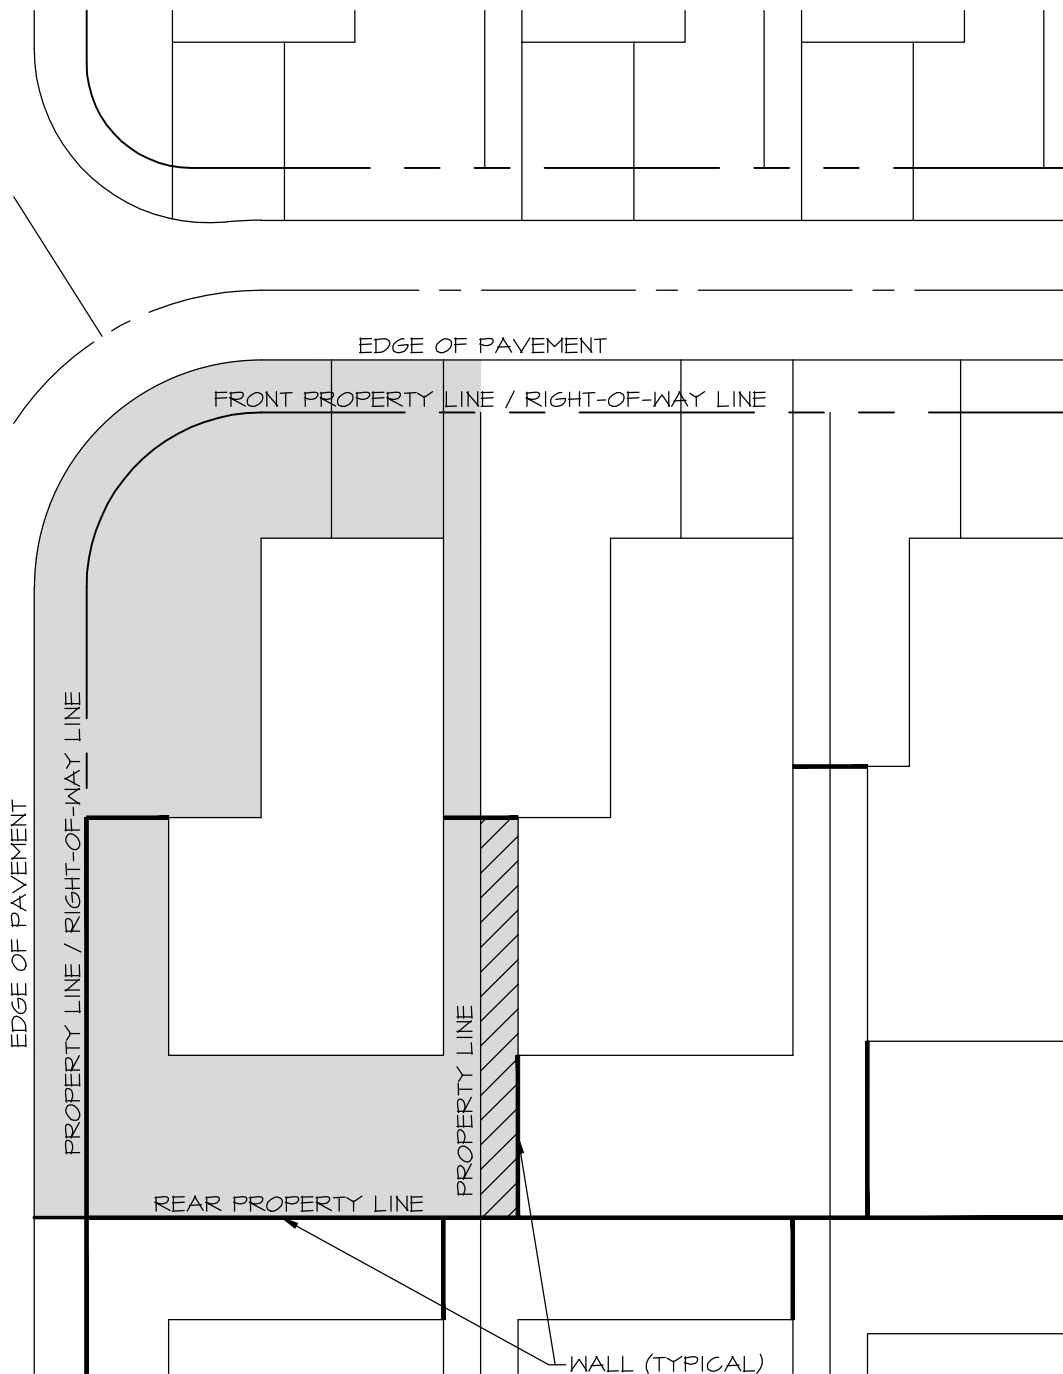 EDGE OF PAVEMENT
FRONT PROPERTY LINE / RIGHT-OF-WAY LINE
EDGE OF PAVEMENT
PROPERTY LINE / RIGHT-OF-WAY LINE
PROPERTY LINE
REAR PROPERTY LINE
WALL (TYPICAL)